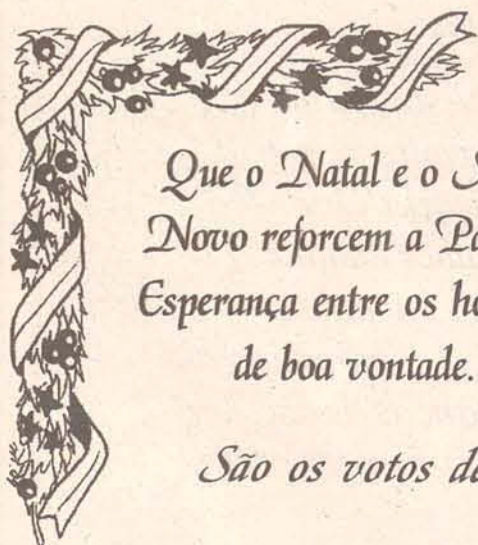 Que o Natal e o
Novo reforcem a
Esperança entre os
de boa vontade.
São os votos